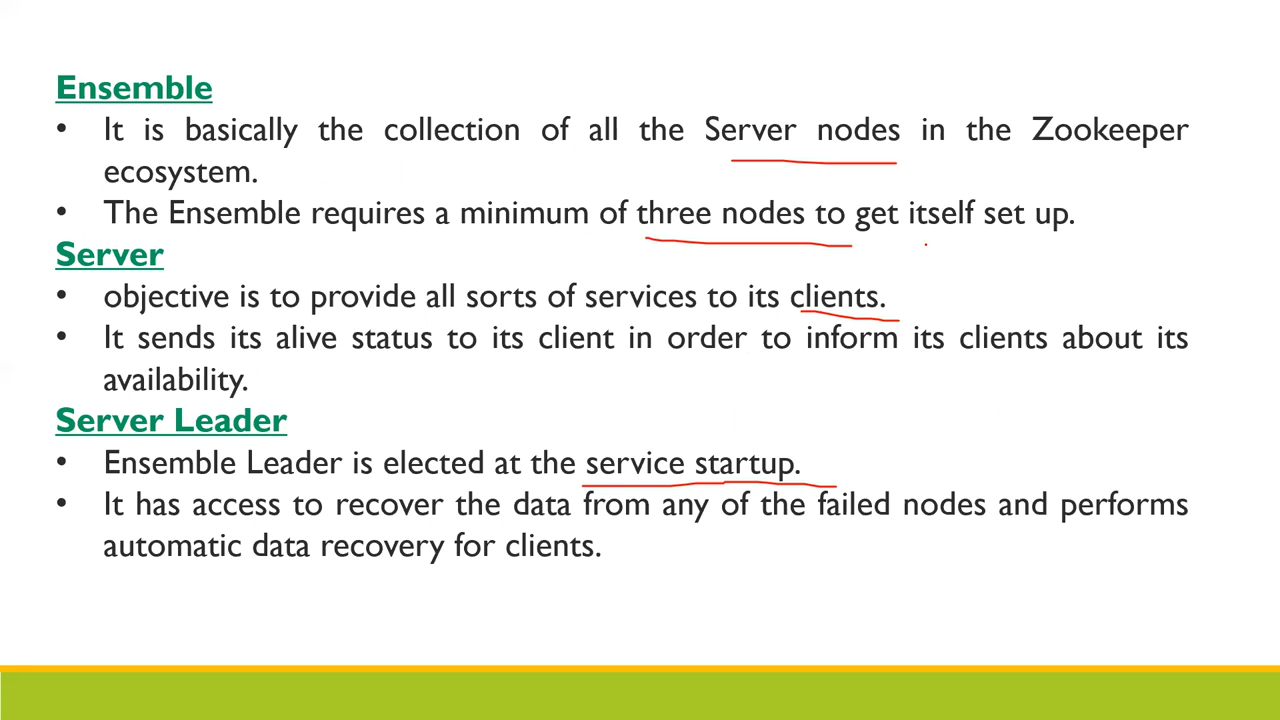 Ensemble
• It is basically the collection of all the Server nodes in the Zookeeper
ecosystem.
• The Ensemble requires a minimum of three nodes to get itself set up.
Server
• objective is to provide all sorts of services to its clients.
• It sends its alive status to its client in order to inform its clients about its
availability.
Server Leader
• Ensemble Leader is elected at the service startup.
• It has access to recover the data from any of the failed nodes and performs
automatic data recovery for clients.